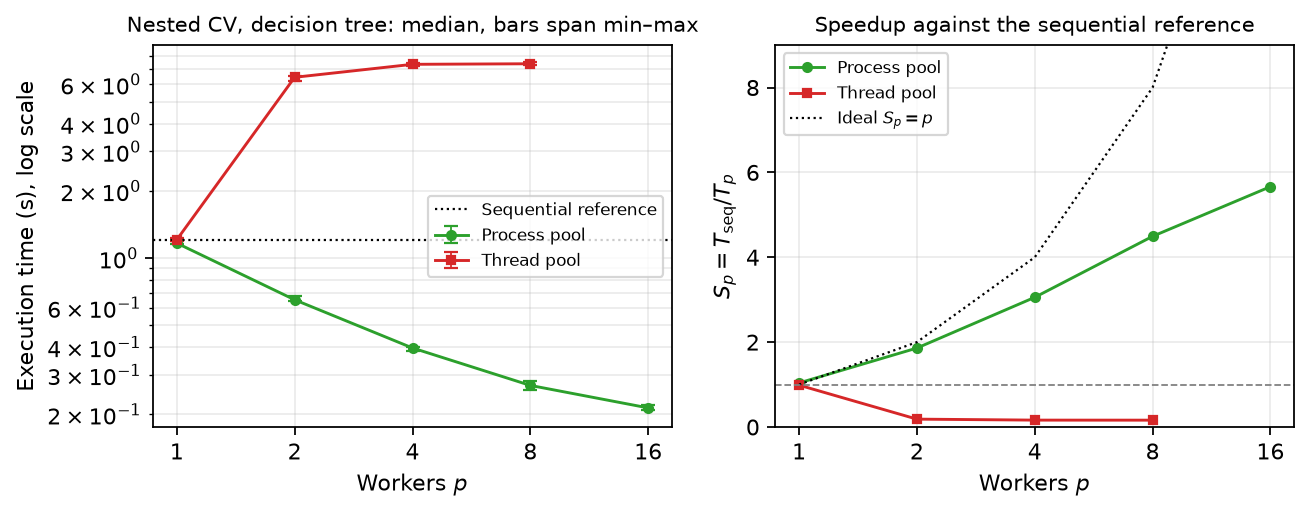 Nested CV, decision tree: median, bars span min–max
Execution time (s), log scale
6 × 10⁰
4 × 10⁰
3 × 10⁰
2 × 10⁰
10⁰
6 × 10⁻¹
4 × 10⁻¹
3 × 10⁻¹
2 × 10⁻¹
Sequential reference
Process pool
Thread pool
1 2 4 8 16
Workers p
Speedup against the sequential reference
S_p = T_seq/T_p
8
6
4
2
0
Process pool
Thread pool
Ideal S_p = p
1 2 4 8 16
Workers p